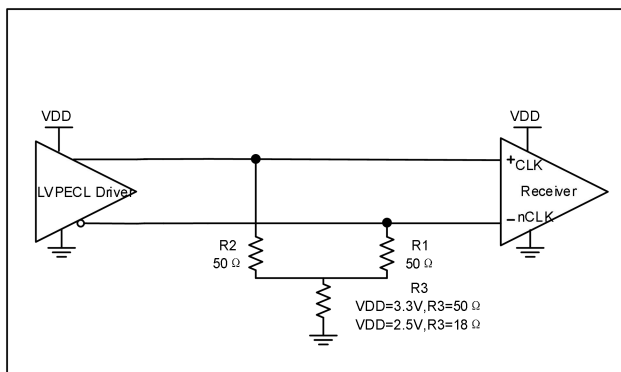 VDD
VDD
LVPECL Driver
+CLK
Receiver
−nCLK
R2
50 Ω
R1
50 Ω
R3
VDD=3.3V,R3=50 Ω
VDD=2.5V,R3=18 Ω